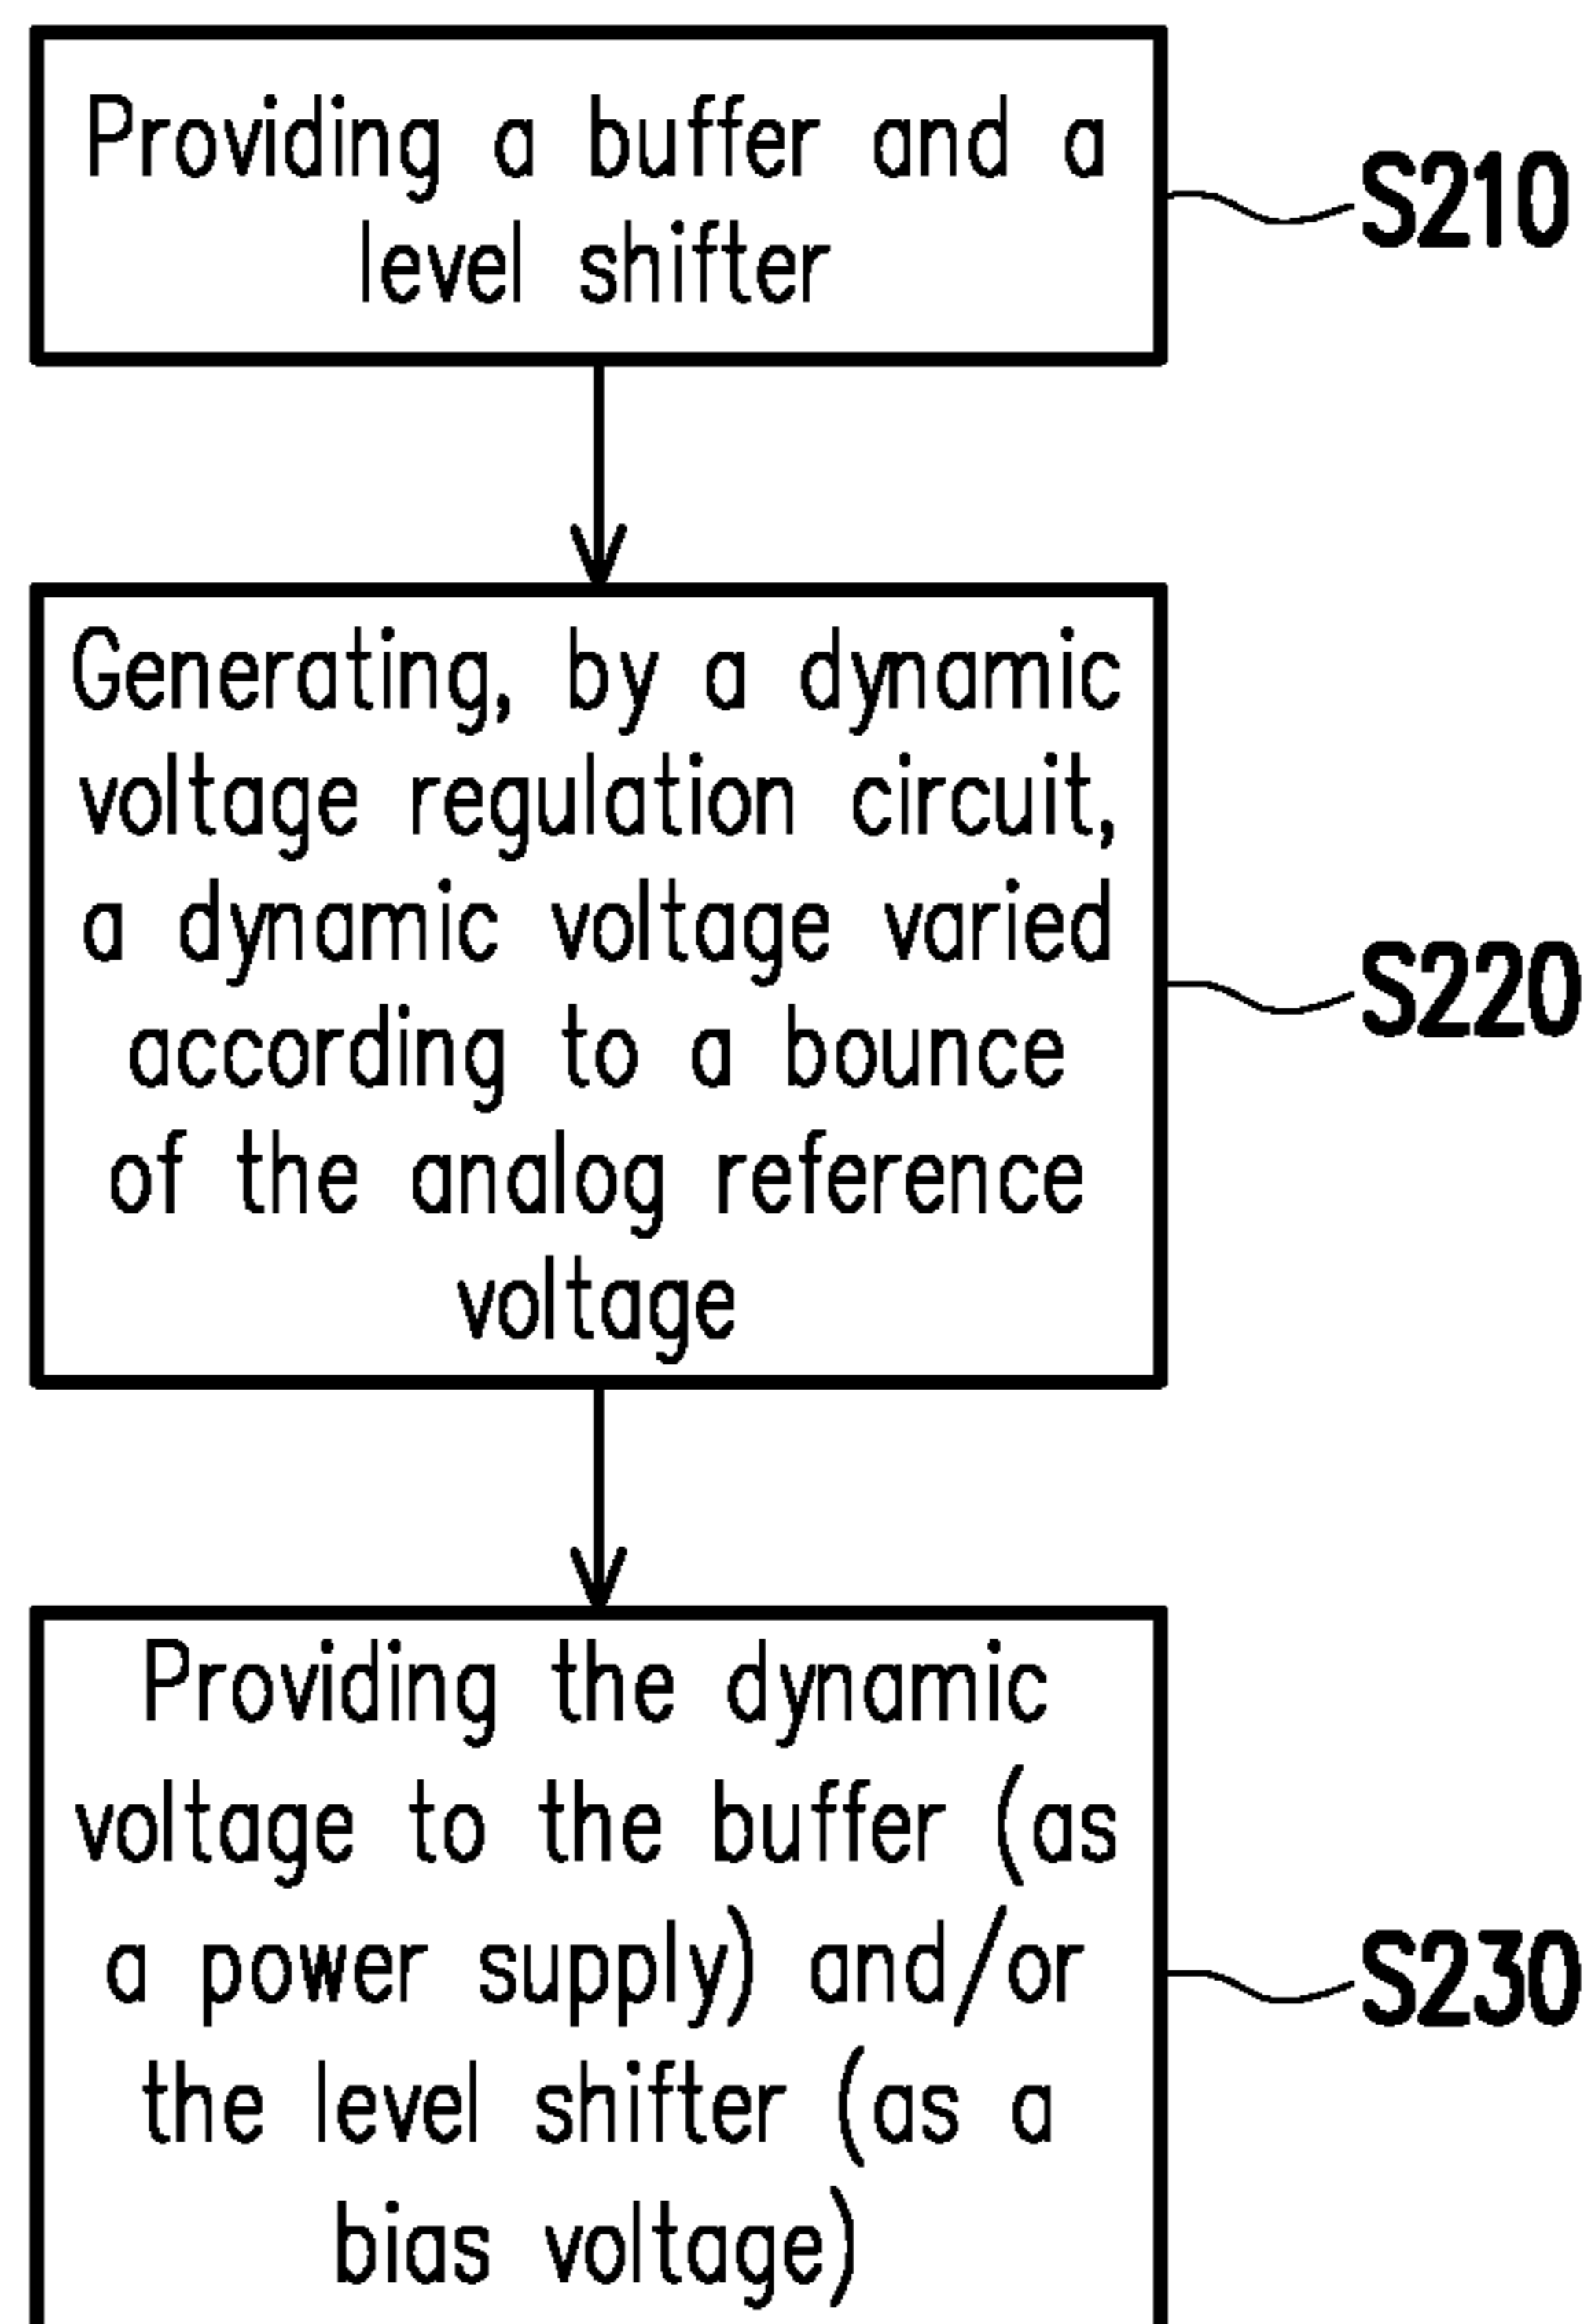 Providing a buffer and a
level shifter
S210
Generating, by a dynamic
voltage regulation circuit,
a dynamic voltage varied
according to a bounce
of the analog reference
voltage
S220
Providing the dynamic
voltage to the buffer (as
a power supply) and/or
the level shifter (as a
bias voltage)
S230